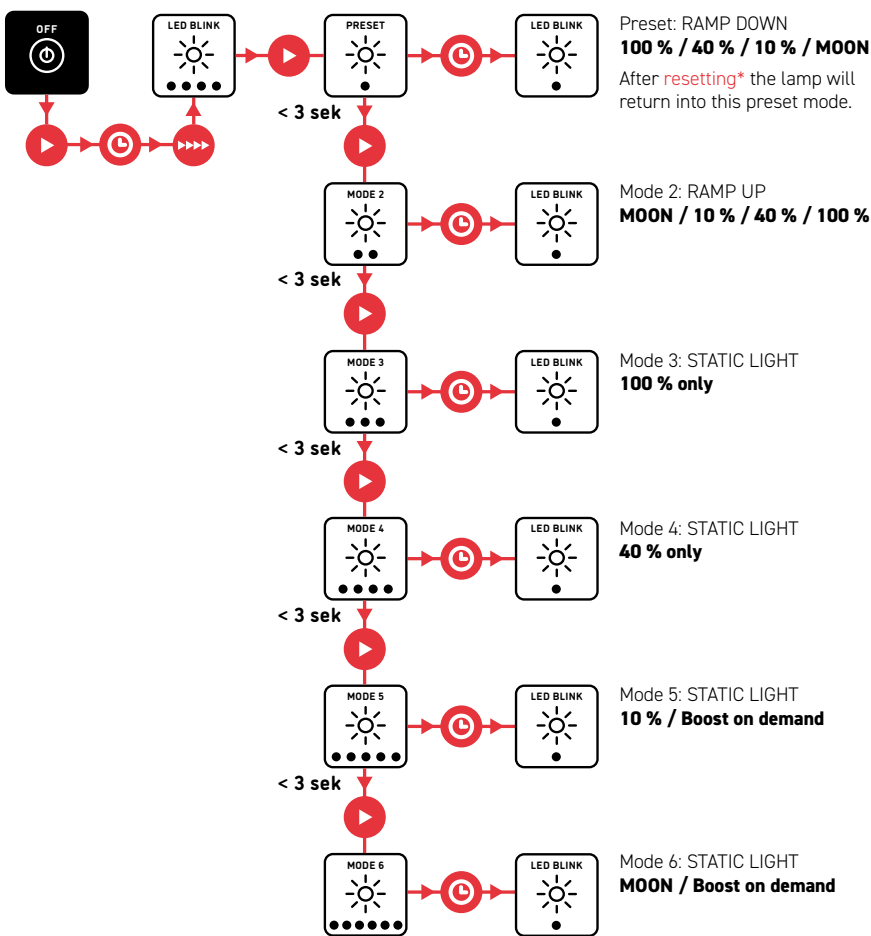 OFF
LED BLINK
PRESET
LED BLINK
Preset: RAMP DOWN
100 % / 40 % / 10 % / MOON
After resetting* the lamp will
return into this preset mode.
< 3 sek
MODE 2
LED BLINK
Mode 2: RAMP UP
MOON / 10 % / 40 % / 100 %
< 3 sek
MODE 3
LED BLINK
Mode 3: STATIC LIGHT
100 % only
< 3 sek
MODE 4
LED BLINK
Mode 4: STATIC LIGHT
40 % only
< 3 sek
MODE 5
LED BLINK
Mode 5: STATIC LIGHT
10 % / Boost on demand
< 3 sek
MODE 6
LED BLINK
Mode 6: STATIC LIGHT
MOON / Boost on demand